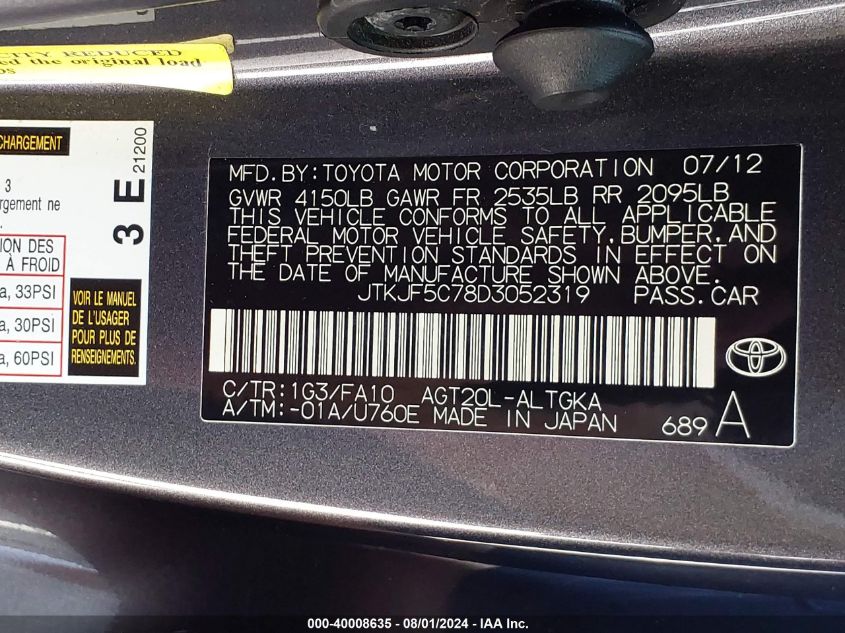 ITY REDUCED
ed the original load
DS
CHARGEMENT
3
rgement ne
3 E 21200
ION DES
À FROID
a, 33PSI
a, 30PSI
a, 60PSI
VOIR LE MANUEL
DE L'USAGER
POUR PLUS DE
RENSEIGNEMENTS.
MFD. BY: TOYOTA MOTOR CORPORATION 07/12
GVWR 4150LB GAWR FR 2535LB RR 2095LB
THIS VEHICLE CONFORMS TO ALL APPLICABLE
FEDERAL MOTOR VEHICLE SAFETY, BUMPER, AND
THEFT PREVENTION STANDARDS IN EFFECT ON
THE DATE OF MANUFACTURE SHOWN ABOVE.
JTKJF5C78D3052319 PASS. CAR
C/TR: 1G3/FA10 AGT20L-ALTGKA
A/TM: -01A/U760E MADE IN JAPAN
689 A
000-40008635 - 08/01/2024 - IAA Inc.